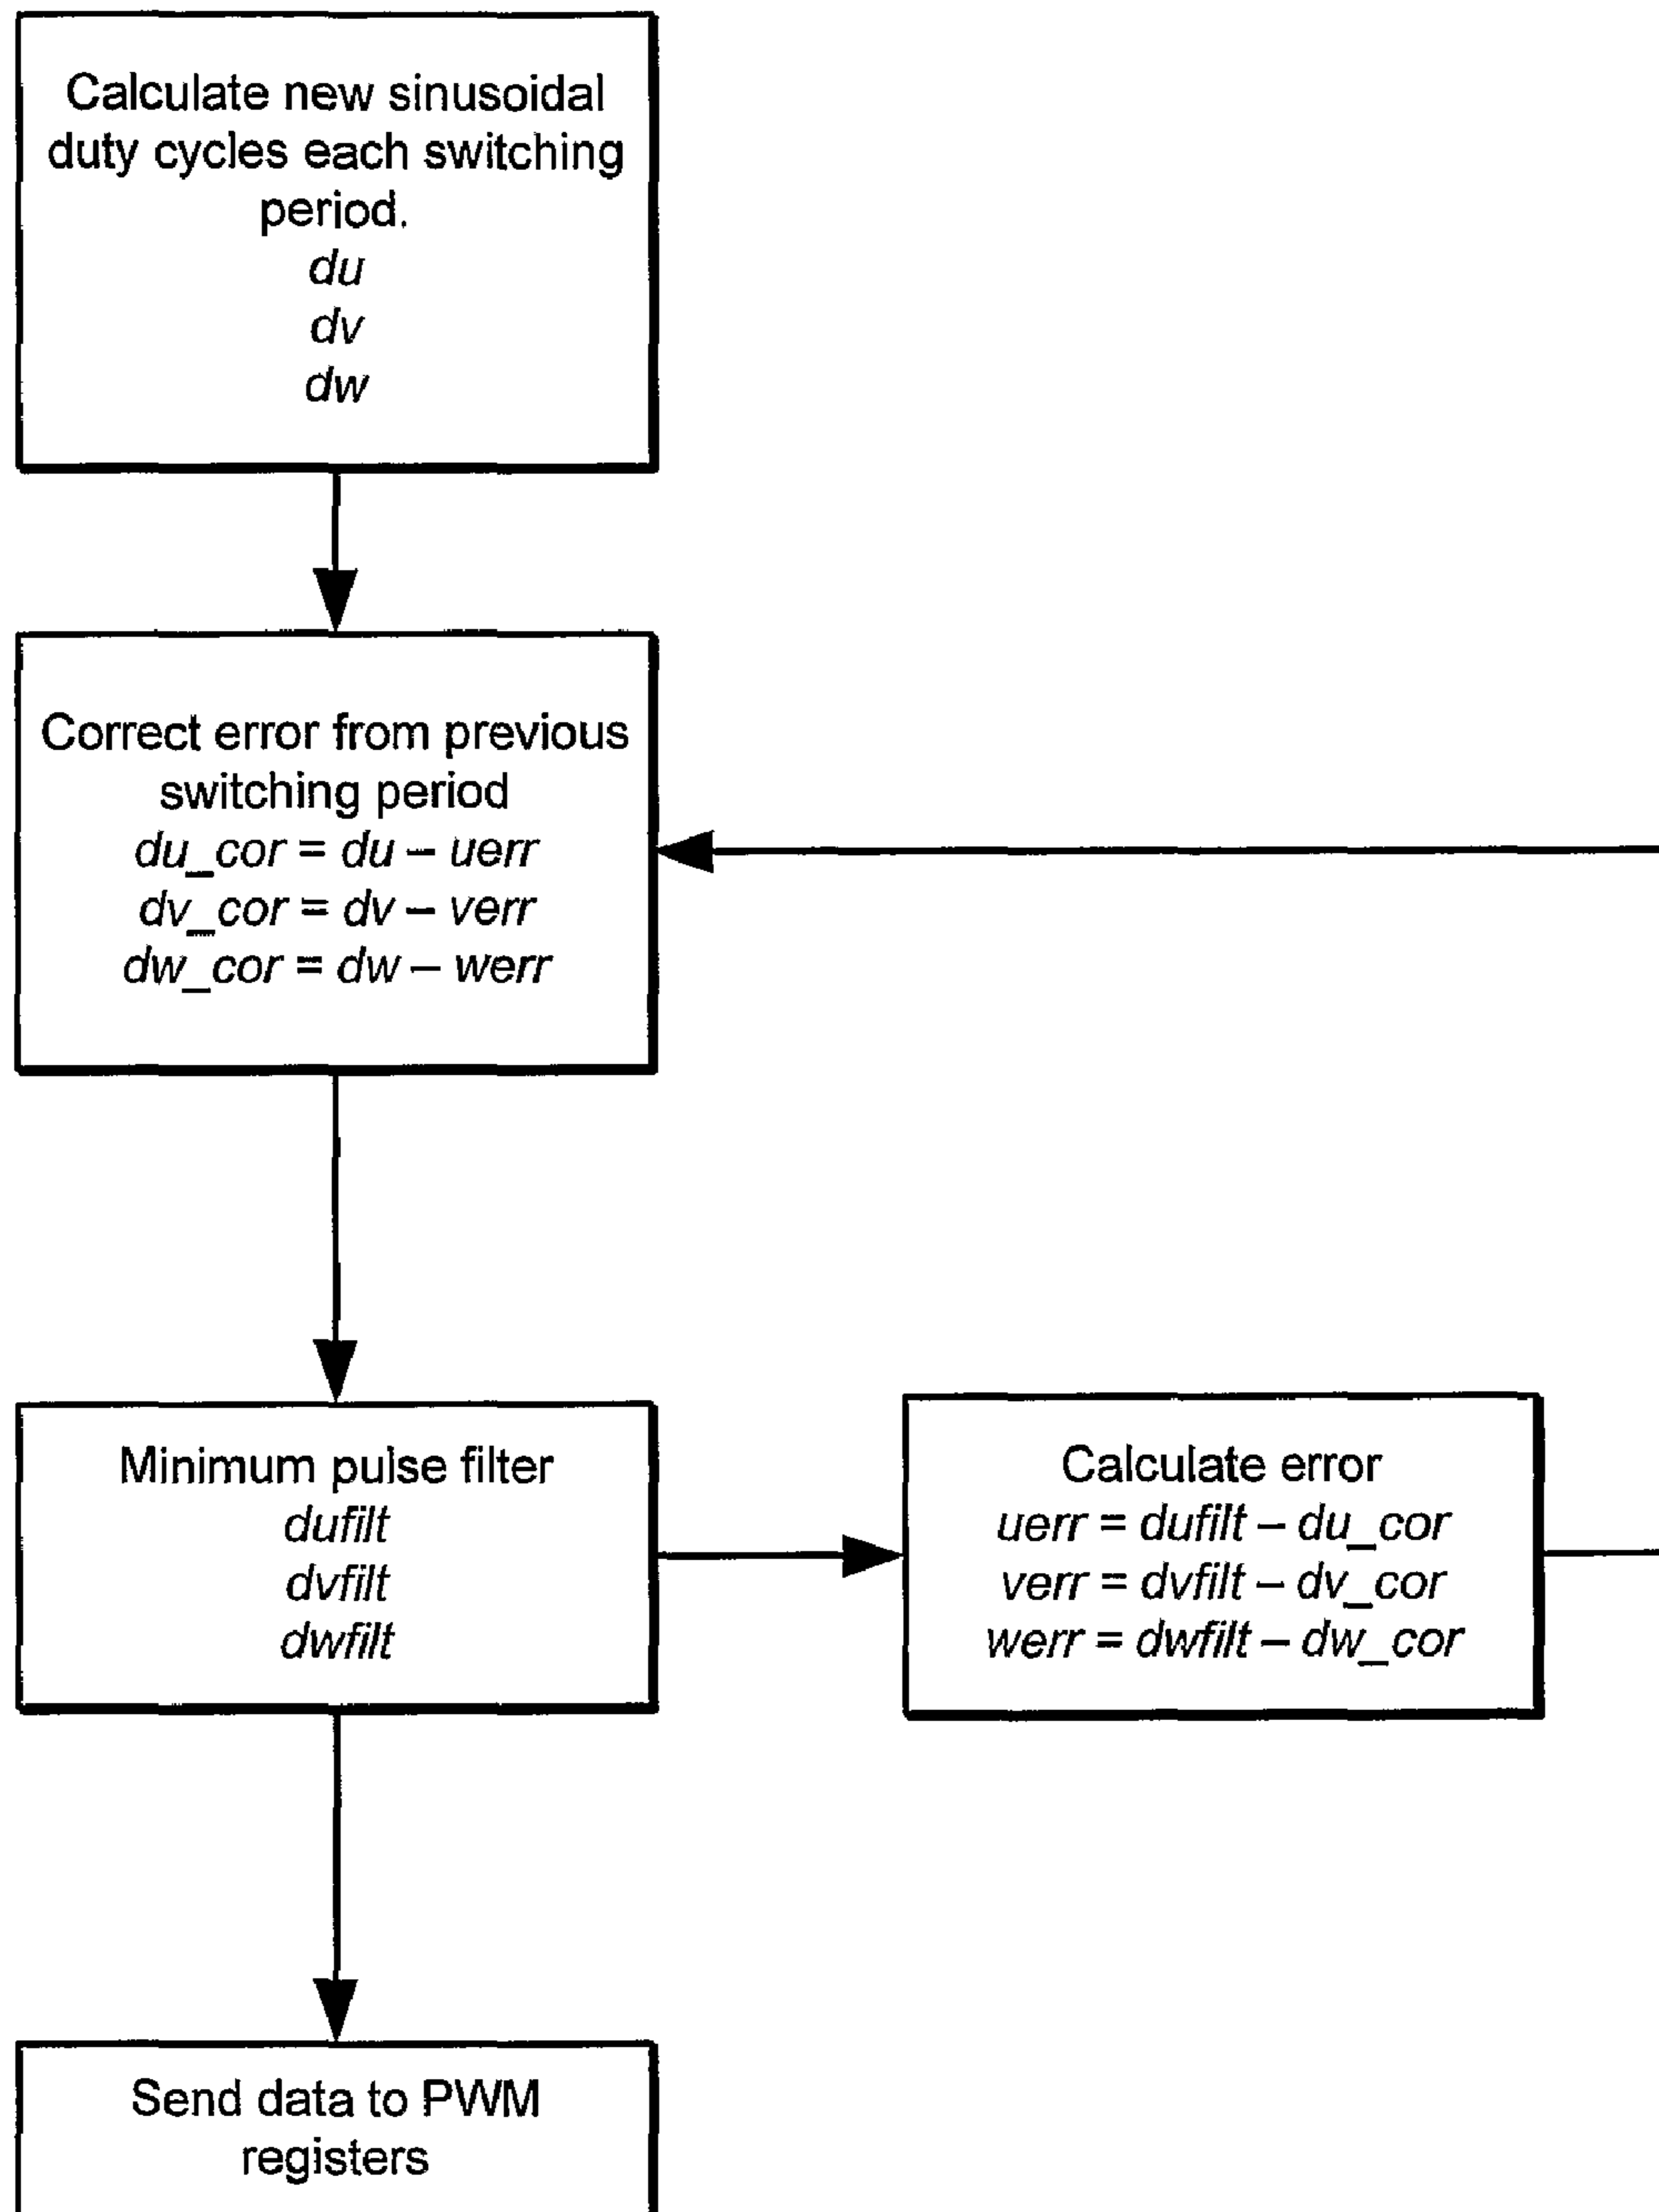 Calculate new sinusoidal
duty cycles each switching
period.
du
dv
dw
Correct error from previous
switching period
du_cor = du – uerr
dv_cor = dv – verr
dw_cor = dw – werr
Minimum pulse filter
dufilt
dvfilt
dwfilt
Calculate error
uerr = dufilt – du_cor
verr = dvfilt – dv_cor
werr = dwfilt – dw_cor
Send data to PWM
registers